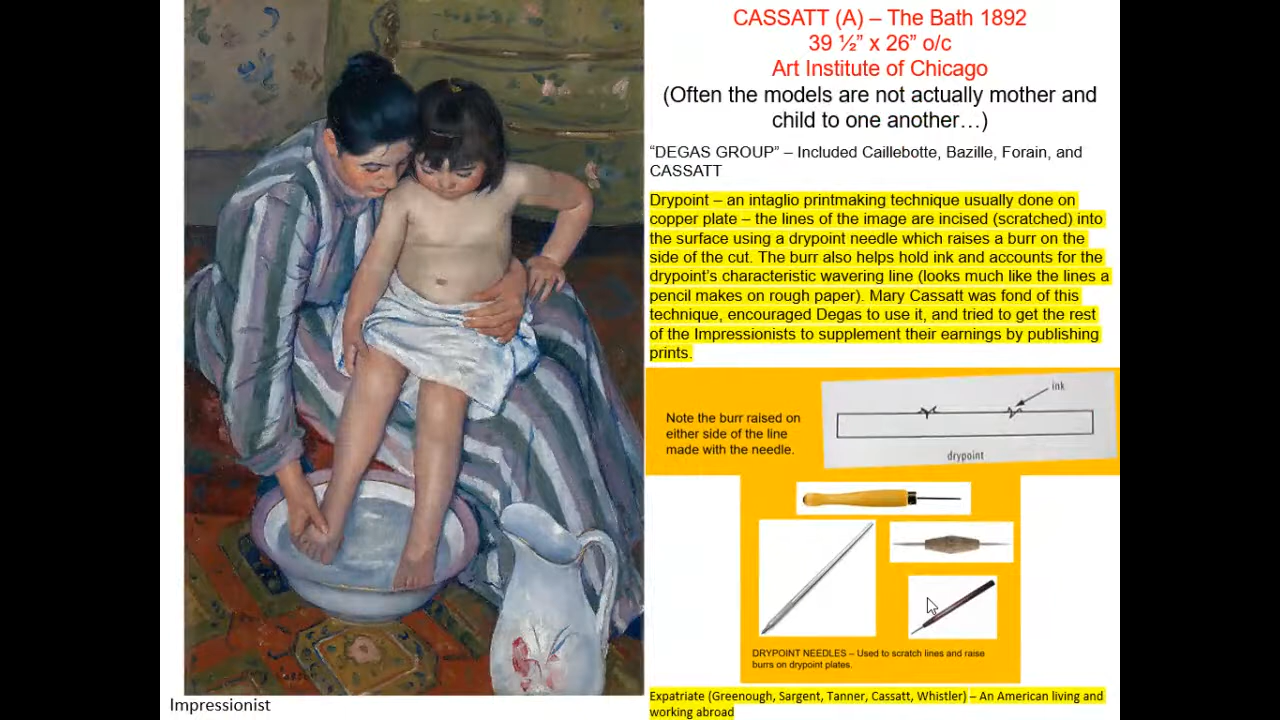 CASSATT (A) – The Bath 1892
39 ½” x 26” o/c
Art Institute of Chicago
(Often the models are not actually mother and
child to one another…)
“DEGAS GROUP” – Included Caillebotte, Bazille, Forain, and
CASSATT
Drypoint – an intaglio printmaking technique usually done on
copper plate – the lines of the image are incised (scratched) into
the surface using a drypoint needle which raises a burr on the
side of the cut. The burr also helps hold ink and accounts for the
drypoint’s characteristic wavering line (looks much like the lines a
pencil makes on rough paper). Mary Cassatt was fond of this
technique, encouraged Degas to use it, and tried to get the rest
of the Impressionists to supplement their earnings by publishing
prints.
Note the burr raised on
either side of the line
made with the needle.
ink
drypoint
DRYPOINT NEEDLES – Used to scratch lines and raise
burrs on drypoint plates.
Expatriate (Greenough, Sargent, Tanner, Cassatt, Whistler) – An American living and
working abroad
Impressionist